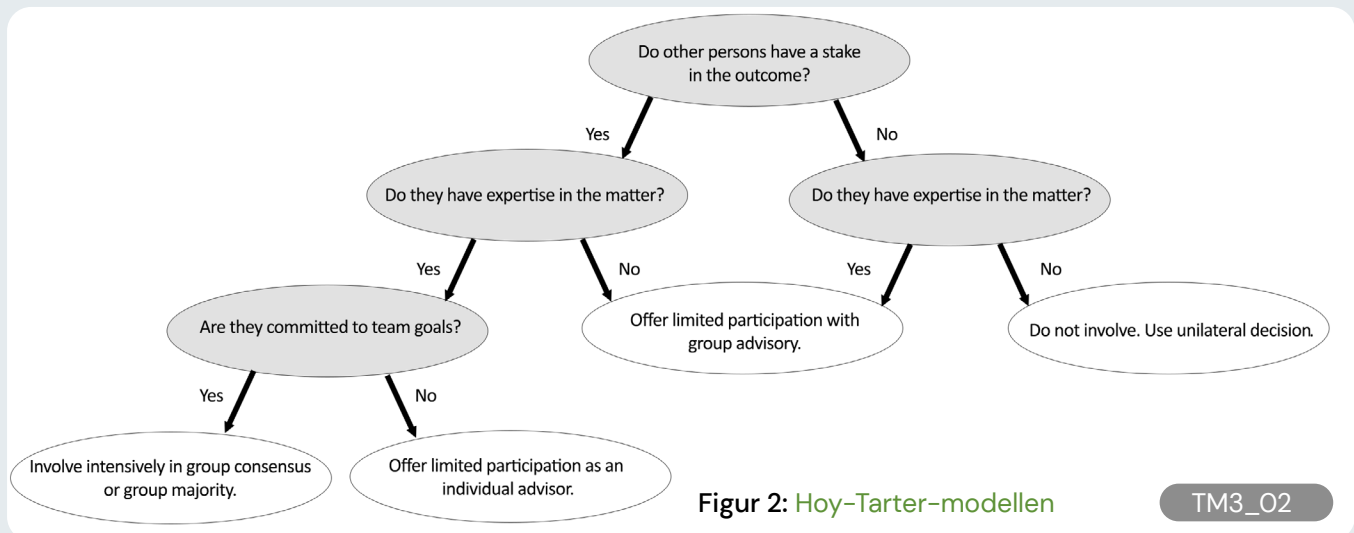 Do other persons have a stake
in the outcome?
Yes
No
Do they have expertise in the matter?
Do they have expertise in the matter?
Yes
No
Yes
No
Are they committed to team goals?
Offer limited participation with
group advisory.
Do not involve. Use unilateral decision.
Yes
No
Involve intensively in group consensus
or group majority.
Offer limited participation as an
individual advisor.
Figur 2: Hoy-Tarter-modellen
TM3_02